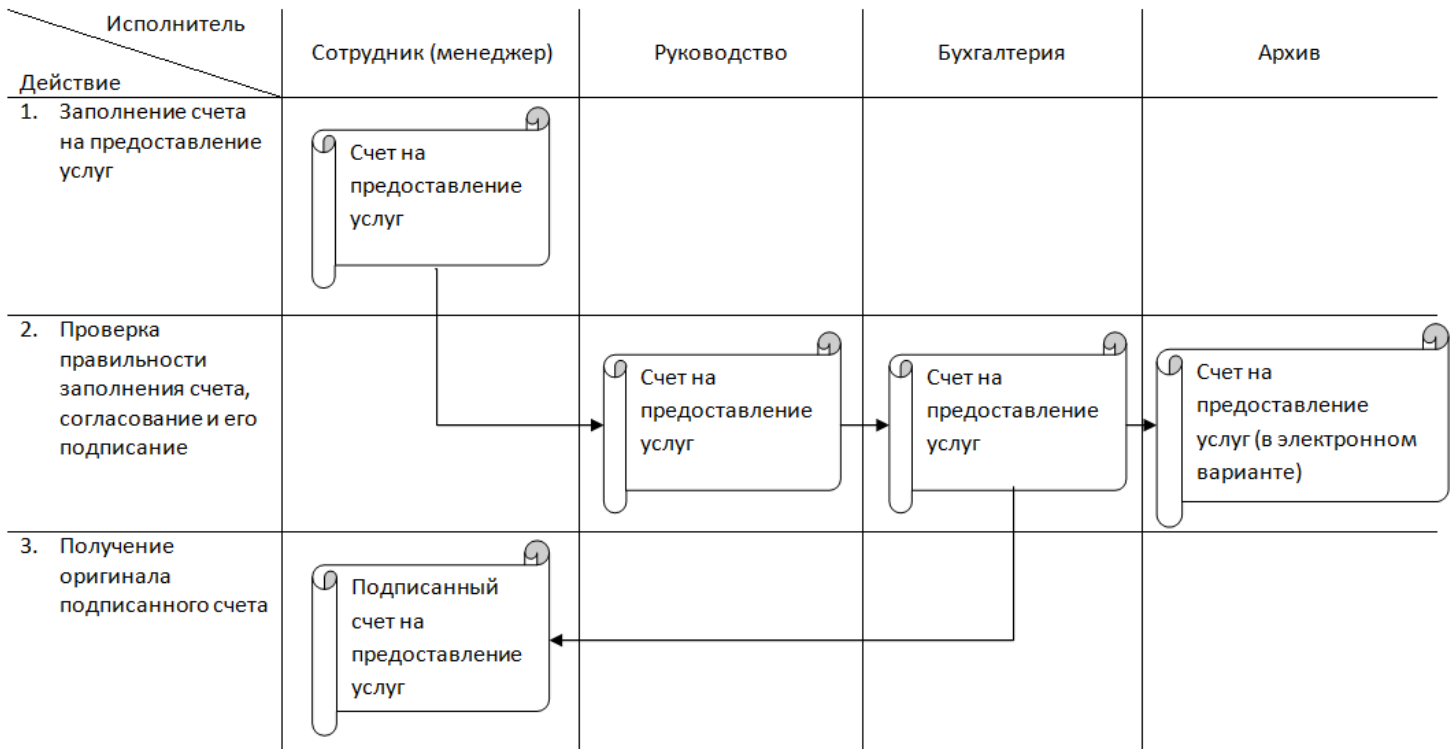 Исполнитель
Действие
Сотрудник (менеджер)
Руководство
Бухгалтерия
Архив
1. Заполнение счета
на предоставление
услуг
Счет на
предоставление
услуг
2. Проверка
правильности
заполнения счета,
согласование и его
подписание
Счет на
предоставление
услуг
Счет на
предоставление
услуг
Счет на
предоставление
услуг (в электронном
варианте)
3. Получение
оригинала
подписанного счета
Подписанный
счет на
предоставление
услуг